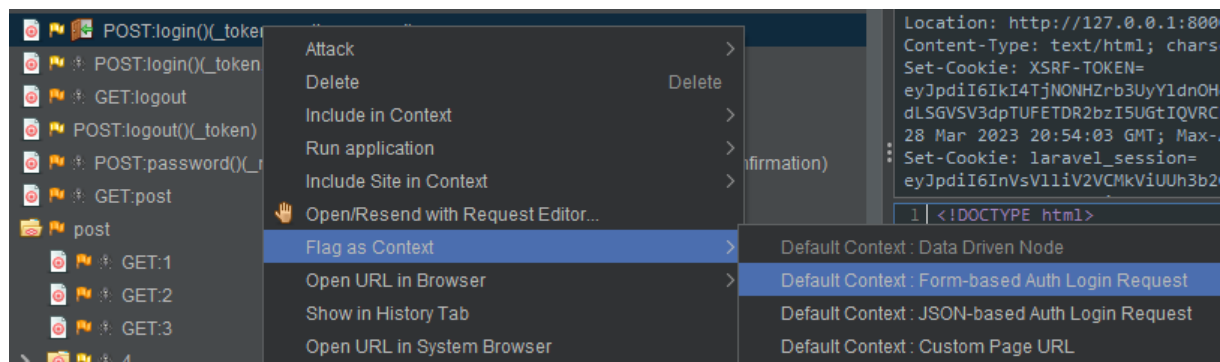 POST:login()(_token
POST:login()(_token
GET:logout
POST:logout()(_token)
POST:password()(_
nfirmation)
GET:post
post
GET:1
GET:2
GET:3
4
Attack
Delete Delete
Include in Context
Run application
Include Site in Context
Open/Resend with Request Editor...
Flag as Context
Open URL in Browser
Show in History Tab
Open URL in System Browser
Default Context : Data Driven Node
Default Context : Form-based Auth Login Request
Default Context : JSON-based Auth Login Request
Default Context : Custom Page URL
Location: http://127.0.0.1:800
Content-Type: text/html; chars
Set-Cookie: XSRF-TOKEN=
28 Mar 2023 20:54:03 GMT; Max-
Set-Cookie: laravel_session=
1 <!DOCTYPE html>